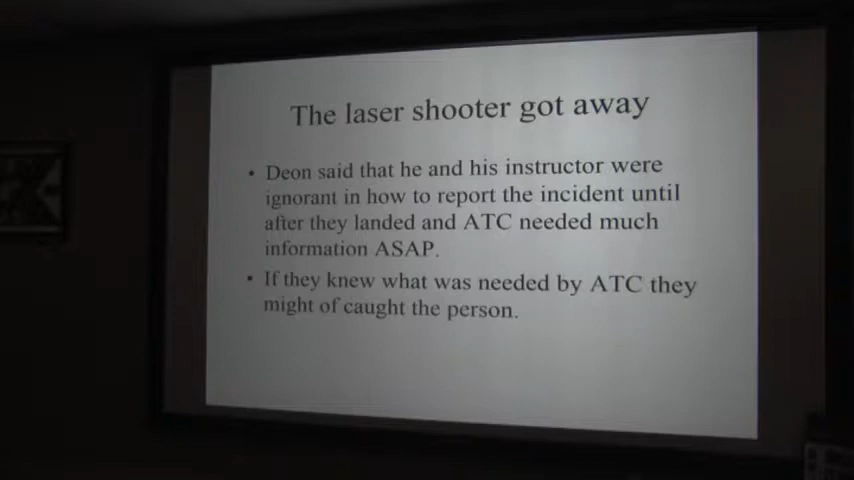 The laser shooter got away
• Deon said that he and his instructor were
ignorant in how to report the incident until
after they landed and ATC needed much
information ASAP.
• If they knew what was needed by ATC they
might of caught the person.